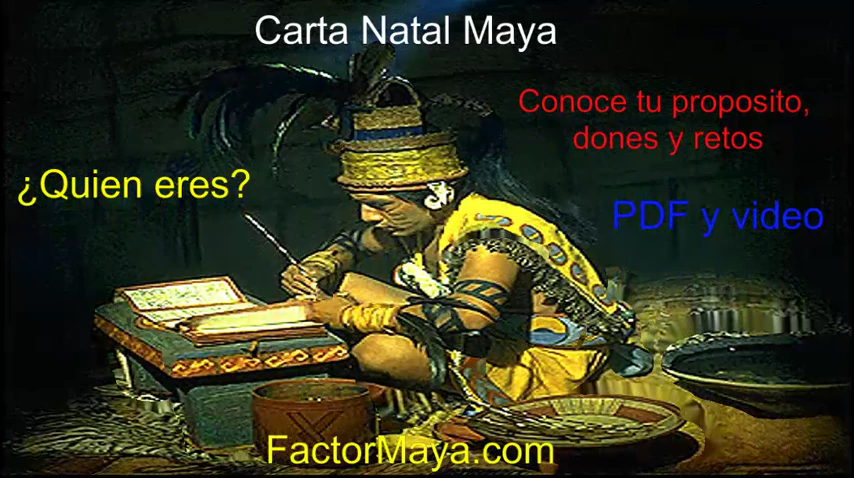 Carta Natal Maya
Conoce tu proposito,
dones y retos
¿Quien eres?
PDF y video
FactorMaya.com